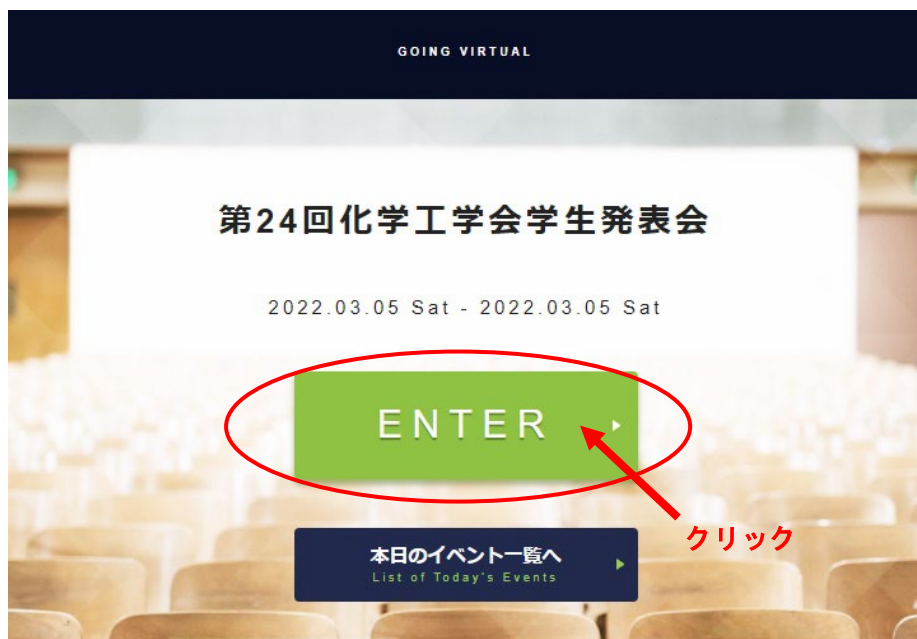 GOING VIRTUAL
第24回化学工学会学生発表会
2022.03.05 Sat - 2022.03.05 Sat
ENTER
クリック
本日のイベント一覧へ
List of Today's Events